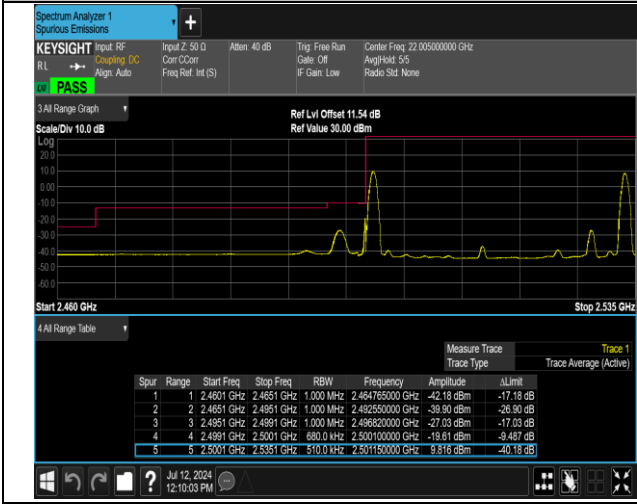 Spectrum Analyzer 1
Spurious Emissions
KEYSIGHT Input: RF Input Z: 50 Ω Atten: 40 dB Trig: Free Run Center Freq: 22.005000000 GHz
RL Coupling: DC Corr CCorr Gate: Off Avg|Hold: 5/5
Align: Auto Freq Ref: Int (S) IF Gain: Low Radio Std: None
PASS
3 All Range Graph
Ref Lvl Offset 11.54 dB
Scale/Div 10.0 dB Ref Value 30.00 dBm
Log
20.0
10.0
0.00
-10.0
-20.0
-30.0
-40.0
-50.0
-60.0
Start 2.460 GHz Stop 2.535 GHz
4 All Range Table
Measure Trace Trace 1
Trace Type Trace Average (Active)
Spur Range Start Freq Stop Freq RBW Frequency Amplitude ΔLimit
1 1 2.4601 GHz 2.4651 GHz 1.000 MHz 2.464765000 GHz -42.18 dBm -17.18 dB
2 2 2.4651 GHz 2.4951 GHz 1.000 MHz 2.492550000 GHz -39.90 dBm -26.90 dB
3 3 2.4951 GHz 2.4991 GHz 1.000 MHz 2.496820000 GHz -27.03 dBm -17.03 dB
4 4 2.4991 GHz 2.5001 GHz 680.0 kHz 2.500100000 GHz -19.61 dBm -9.487 dB
5 5 2.5001 GHz 2.5351 GHz 510.0 kHz 2.501150000 GHz 9.816 dBm -40.18 dB
Jul 12, 2024
12:10:03 PM